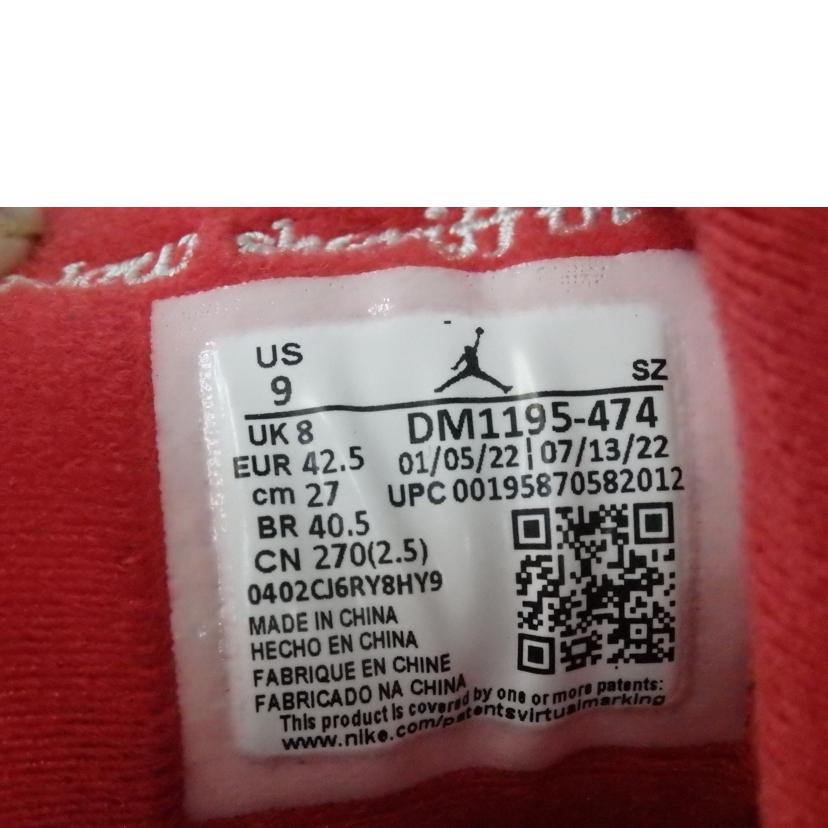 US
9
SZ
UK 8
DM1195-474
EUR 42.5
01/05/22 | 07/13/22
cm 27
UPC 00195870582012
BR 40.5
CN 270(2.5)
0402CJ6RY8HY9
MADE IN CHINA
HECHO EN CHINA
FABRIQUE EN CHINE
FABRICADO NA CHINA
This product is covered by one or more patents:
www.nike.com/patentsvirtualmarking